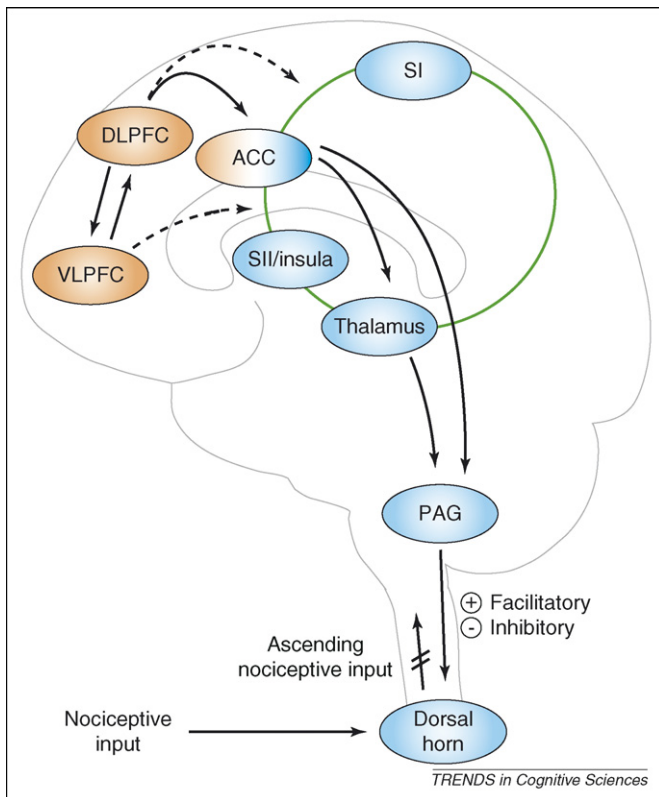 SI
DLPFC
ACC
SII/insula
VLPFC
Thalamus
PAG
+ Facilitatory
- Inhibitory
Ascending
nociceptive input
Nociceptive
input
Dorsal
horn
TRENDS in Cognitive Sciences